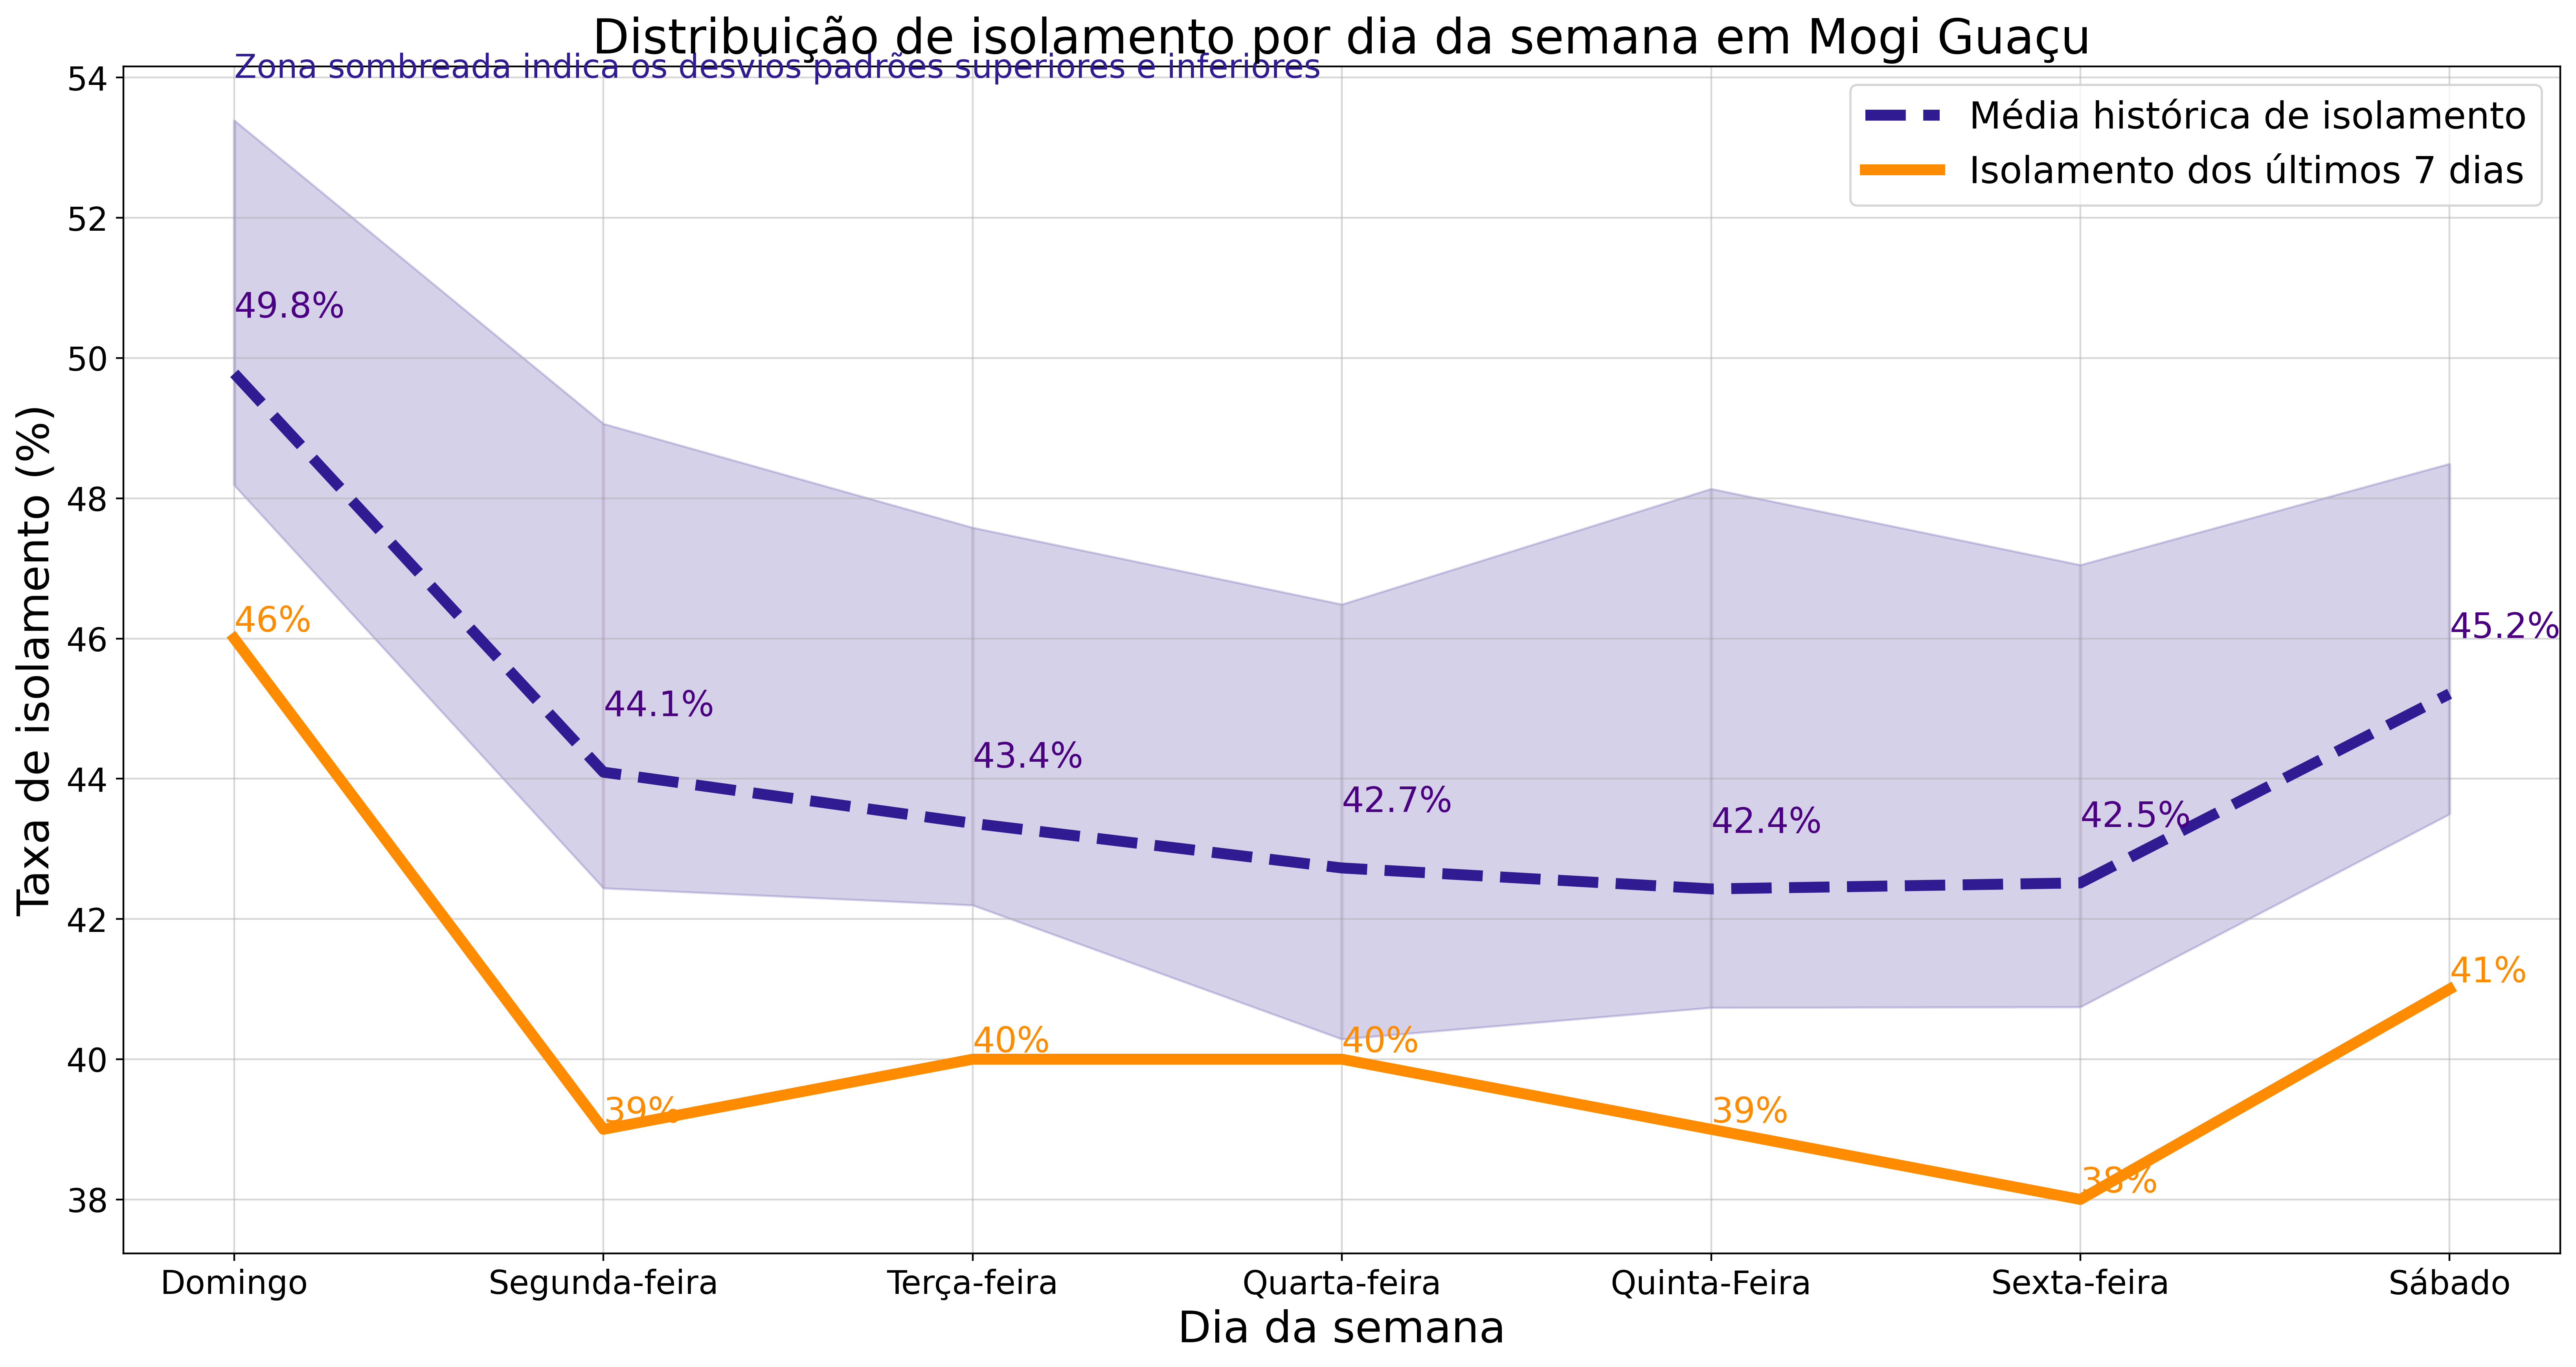 Distribuição de isolamento por dia da semana em Mogi Guaçu
Zona sombreada indica os desvios padrões superiores e inferiores
Média histórica de isolamento
Isolamento dos últimos 7 dias
Taxa de isolamento (%)
54
52
50
48
46
44
42
40
38
49.8%
44.1%
43.4%
42.7%
42.4%
42.5%
45.2%
46%
39%
40%
40%
39%
38%
41%
Domingo
Segunda-feira
Terça-feira
Quarta-feira
Quinta-Feira
Sexta-feira
Sábado
Dia da semana